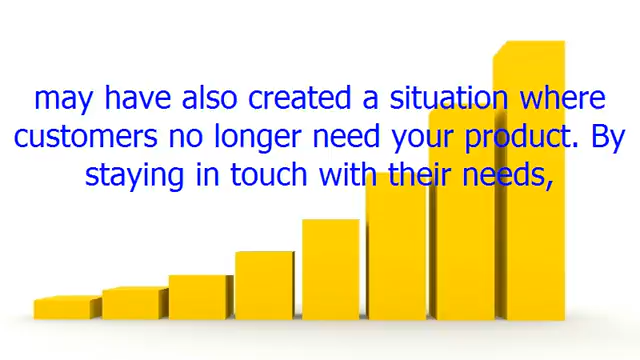 may have also created a situation where
customers no longer need your product. By
staying in touch with their needs,